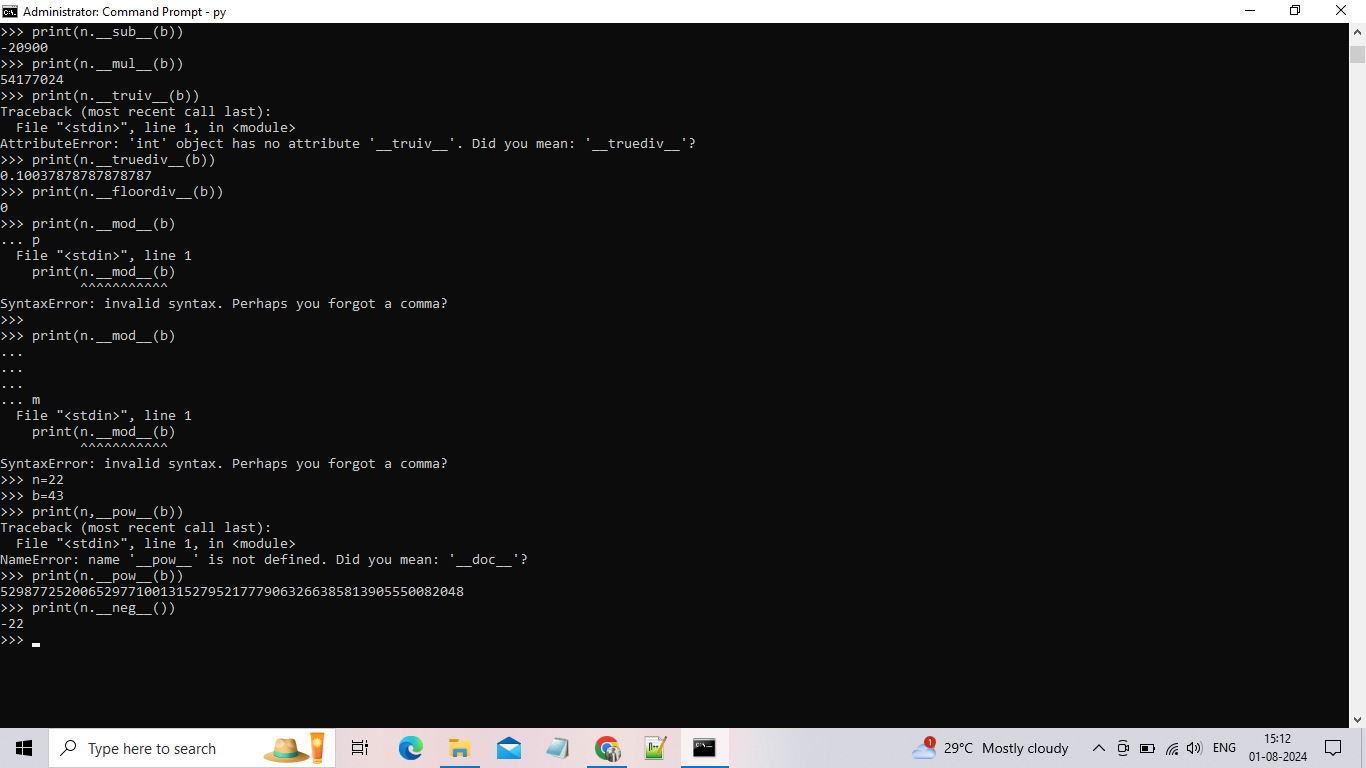 Administrator: Command Prompt - py
>>> print(n.__sub__(b))
-20900
>>> print(n.__mul__(b))
54177024
>>> print(n.__truiv__(b))
Traceback (most recent call last):
  File "<stdin>", line 1, in <module>
AttributeError: 'int' object has no attribute '__truiv__'. Did you mean: '__truediv__'?
>>> print(n.__truediv__(b))
0.10037878787878787
>>> print(n.__floordiv__(b))
0
>>> print(n.__mod__(b)
... p
  File "<stdin>", line 1
    print(n.__mod__(b)
          ^^^^^^^^^^^
SyntaxError: invalid syntax. Perhaps you forgot a comma?
>>>
>>> print(n.__mod__(b)
...
...
...
... m
  File "<stdin>", line 1
    print(n.__mod__(b)
          ^^^^^^^^^^^
SyntaxError: invalid syntax. Perhaps you forgot a comma?
>>> n=22
>>> b=43
>>> print(n,__pow__(b))
Traceback (most recent call last):
  File "<stdin>", line 1, in <module>
NameError: name '__pow__' is not defined. Did you mean: '__doc__'?
>>> print(n.__pow__(b))
5298772520065297710013152795217779063266385813905550082048
>>> print(n.__neg__())
-22
>>>
Type here to search
1
29°C Mostly cloudy
ENG
15:12
01-08-2024